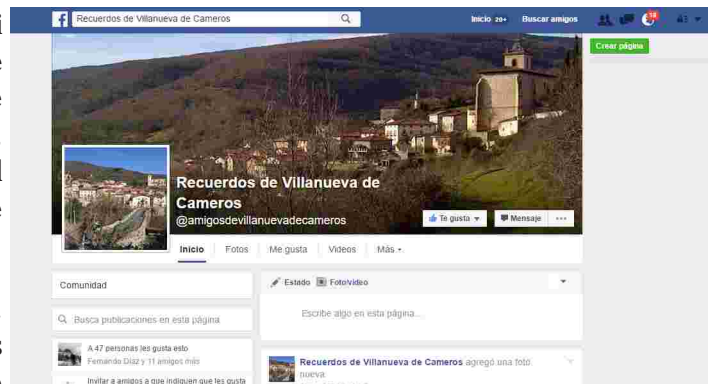 Recuerdos de Villanueva de Cameros
Inicio 20+ Buscar amigos
Crear página
Recuerdos de Villanueva de
Cameros
@amigosdevillanuevadecameros
Te gusta
Mensaje
Inicio Fotos Me gusta Videos Más
Comunidad
Busca publicaciones en esta página
A 47 personas les gusta esto
Fernando Díaz y 11 amigos más
Invitar a amigos a que indiquen que les gusta
Estado Foto/video
Escribe algo en esta página...
Recuerdos de Villanueva de Cameros agregó una foto
nueva.